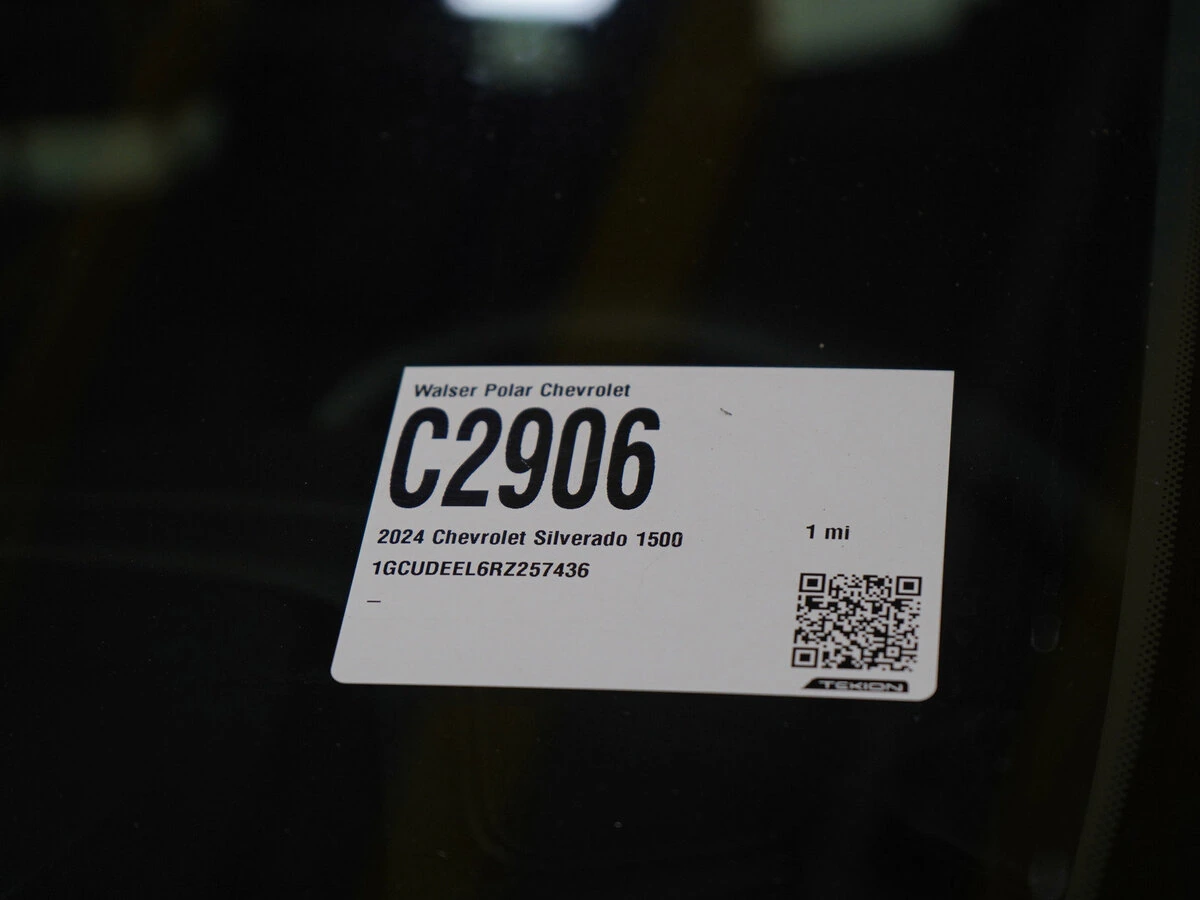 Walser Polar Chevrolet
C2906
2024 Chevrolet Silverado 1500
1 mi
1GCUDEEL6RZ257436
–
TEKION